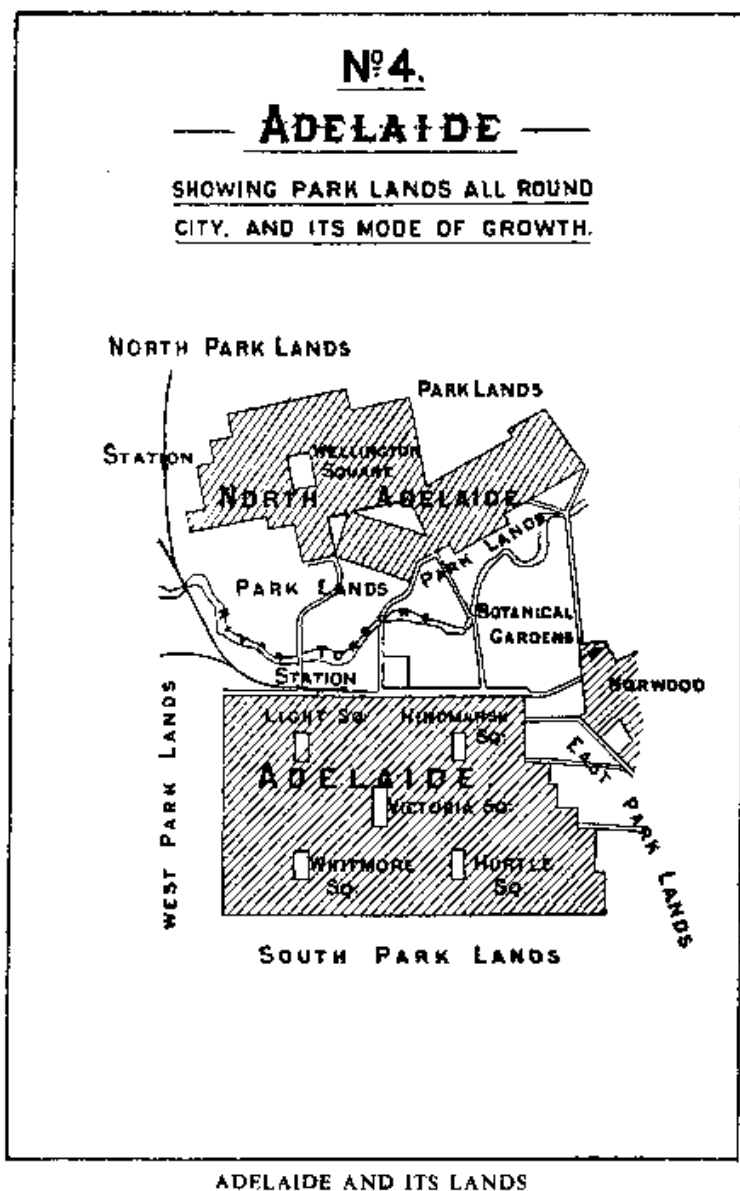 Nº4.
ADELAIDE
SHOWING PARK LANDS ALL ROUND
CITY, AND ITS MODE OF GROWTH.
NORTH PARK LANDS
PARK LANDS
STATION
WELLINGTON
SQUARE
NORTH ADELAIDE
PARK LANDS
PARK LANDS
BOTANICAL
GARDENS
STATION
NORWOOD
WEST PARK LANDS
LIGHT SQ:
HINDMARSH
SQ:
EAST PARK LANDS
ADELAIDE
VICTORIA SQ:
WHITMORE
SQ:
HURTLE
SQ:
SOUTH PARK LANDS
ADELAIDE AND ITS LANDS